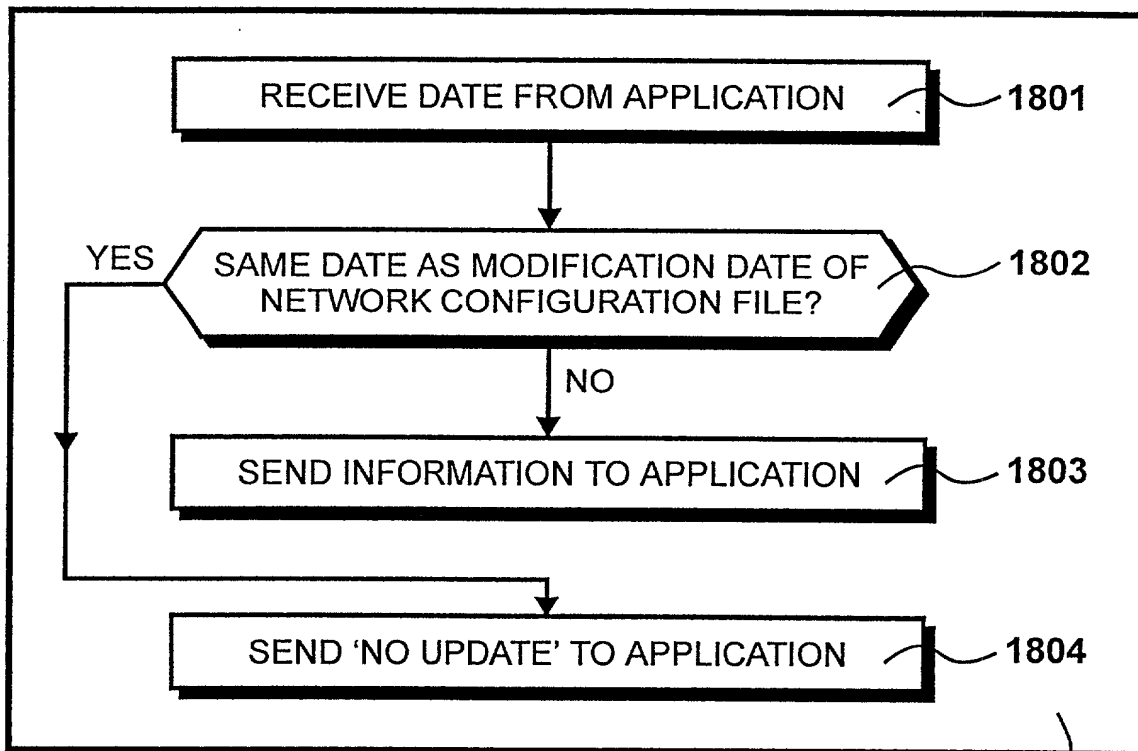 RECEIVE DATE FROM APPLICATION
1801
YES
SAME DATE AS MODIFICATION DATE OF
NETWORK CONFIGURATION FILE?
1802
NO
SEND INFORMATION TO APPLICATION
1803
SEND ‘NO UPDATE’ TO APPLICATION
1804